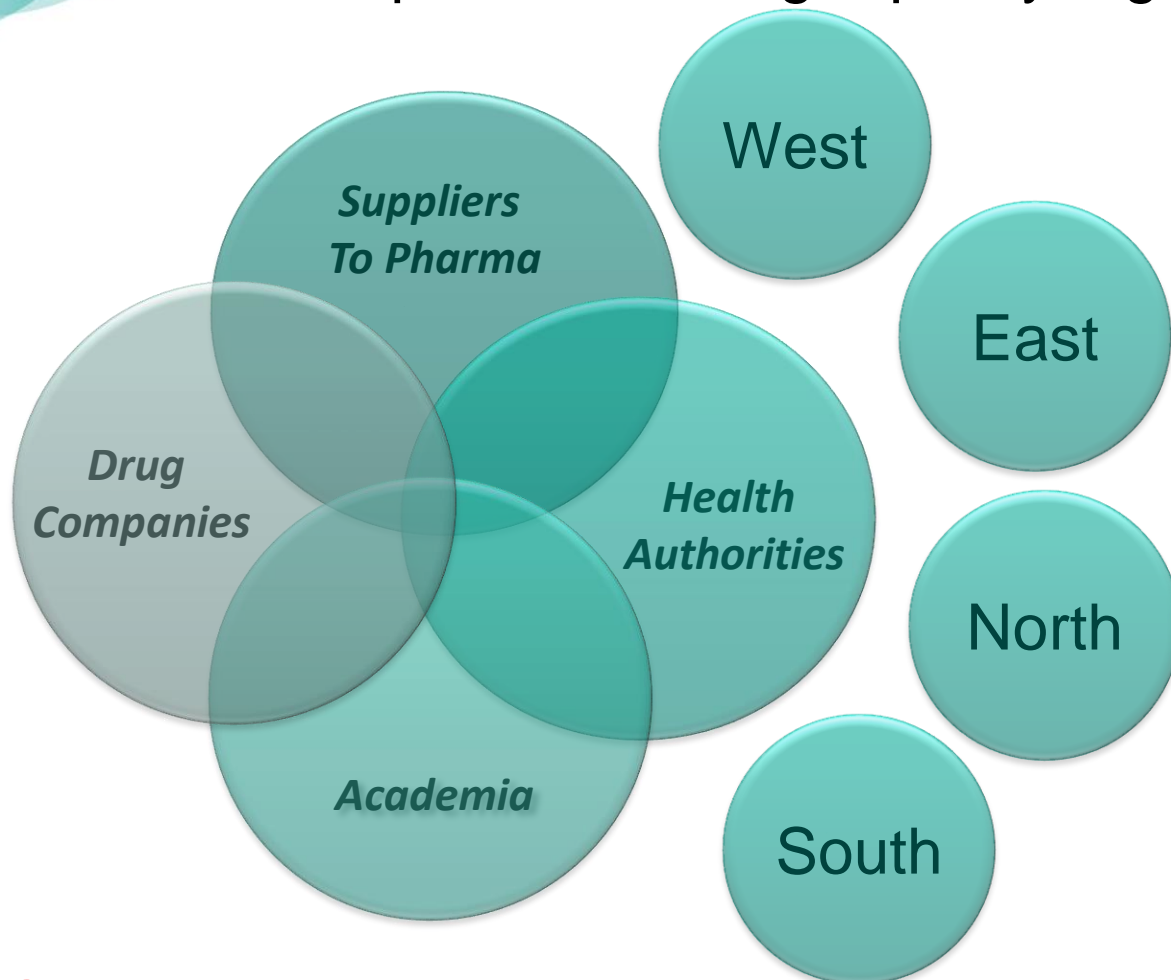 Suppliers
To Pharma
Drug
Companies
Health
Authorities
Academia
West
East
North
South